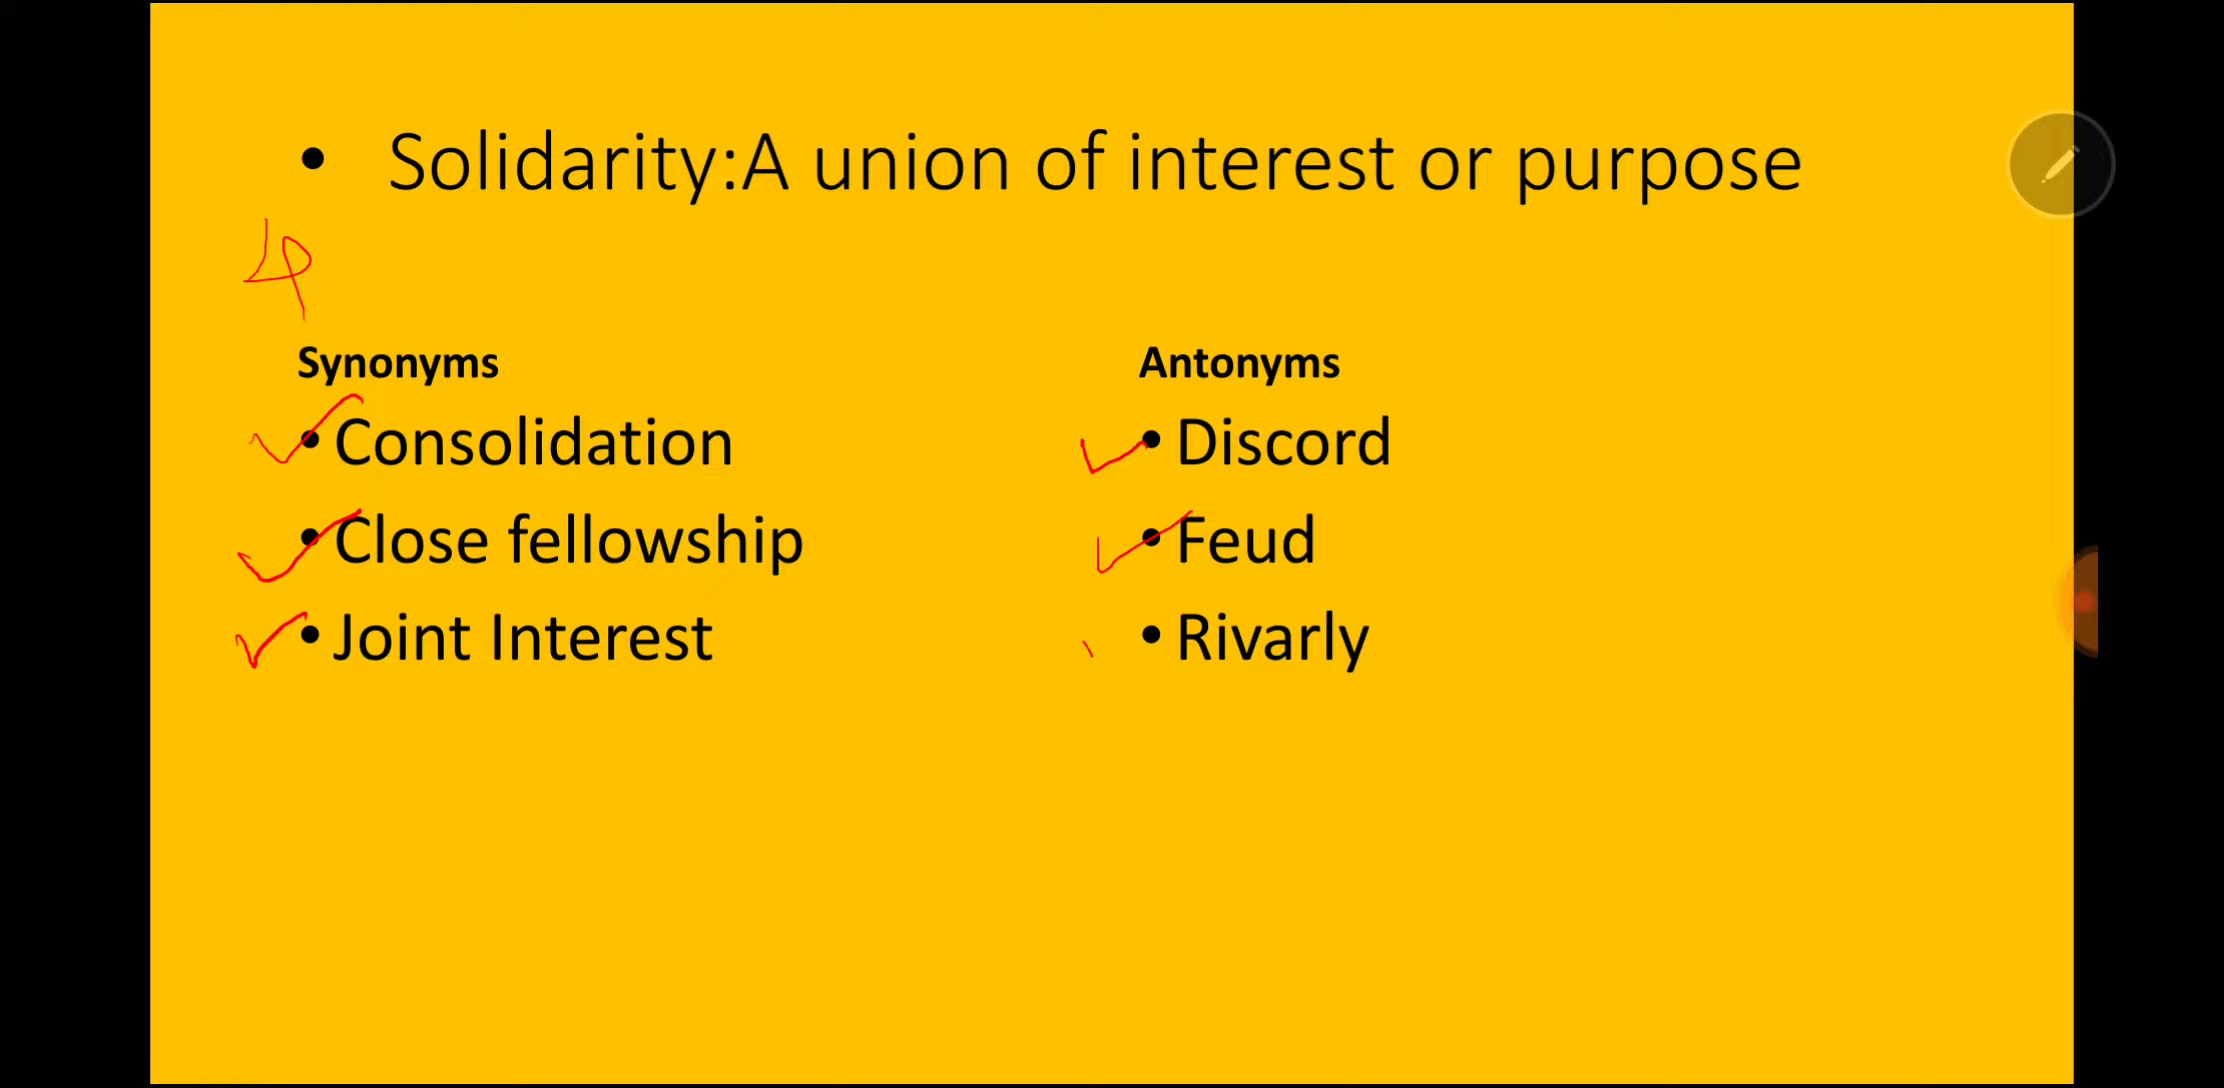 • Solidarity:A union of interest or purpose
4
Synonyms
• Consolidation
• Close fellowship
• Joint Interest
Antonyms
• Discord
• Feud
• Rivarly